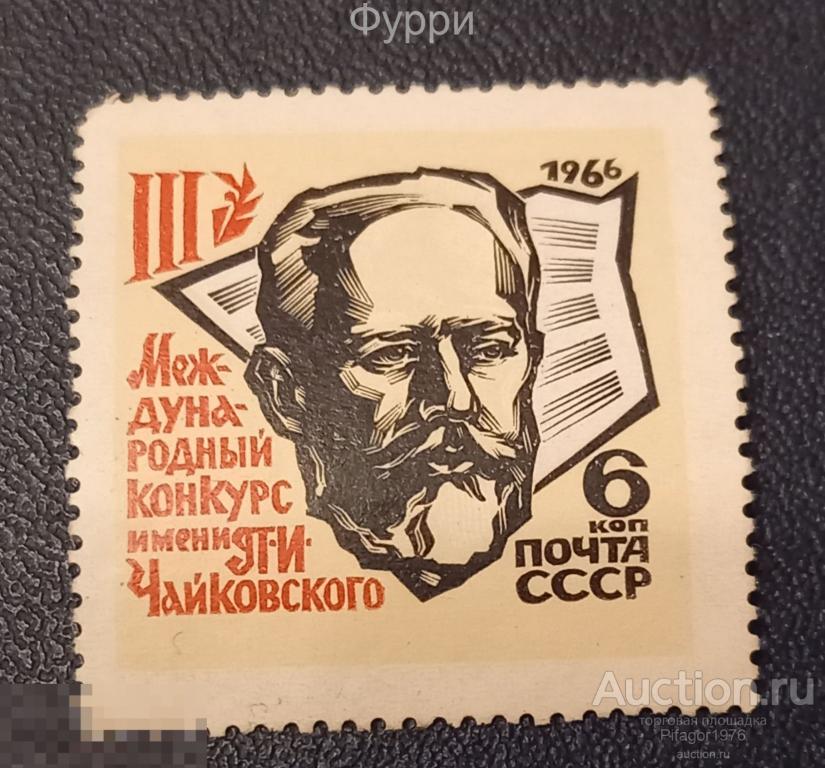 Фурри
1966
III
Меж-
дуна-
родный
конкурс
имени П·И·
Чайковского
6
коп
ПОЧТА
СССР
Auction.ru
торговая площадка
Pifagor1976
auction.ru